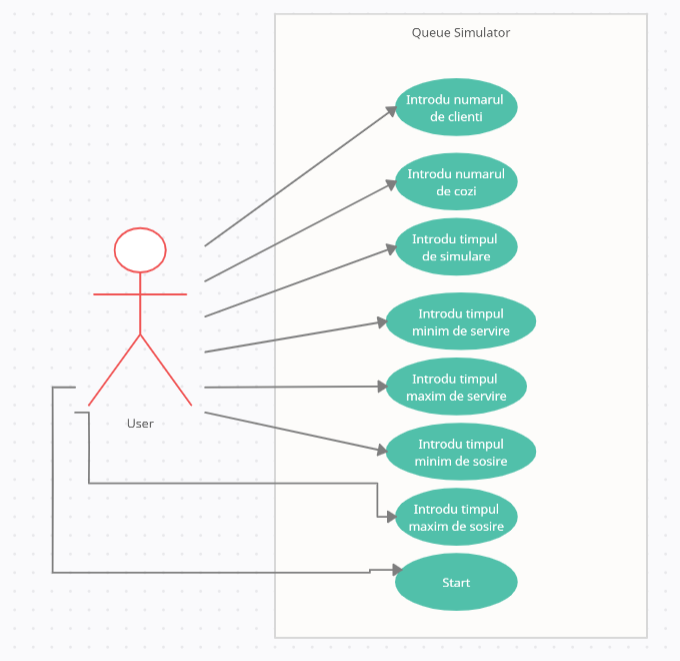 Queue Simulator
Introdu numarul
de clienti
Introdu numarul
de cozi
Introdu timpul
de simulare
Introdu timpul
minim de servire
Introdu timpul
maxim de servire
User
Introdu timpul
minim de sosire
Introdu timpul
maxim de sosire
Start